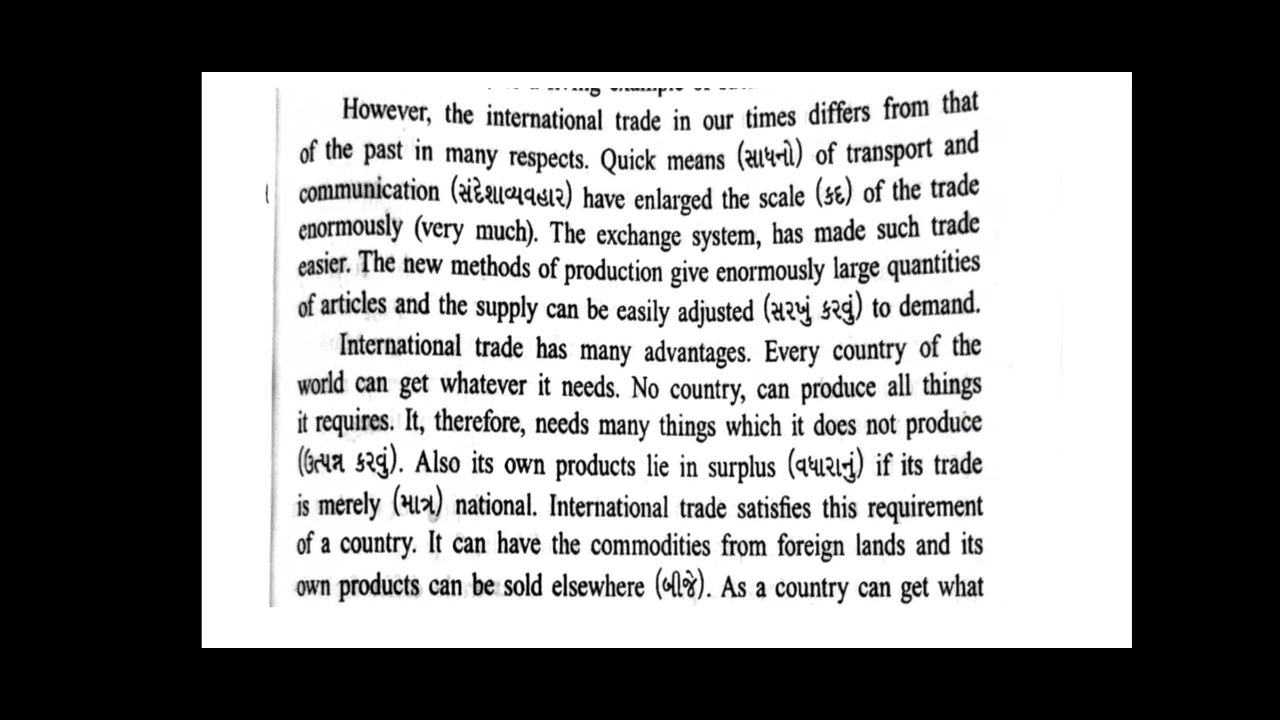 However, the international trade in our times differs from that
of the past in many respects. Quick means (સાધનો) of transport and
communication (સંદેશાવ્યવહાર) have enlarged the scale (કદ) of the trade
enormously (very much). The exchange system, has made such trade
easier. The new methods of production give enormously large quantities
of articles and the supply can be easily adjusted (સરખું કરવું) to demand.
International trade has many advantages. Every country of the
world can get whatever it needs. No country, can produce all things
it requires. It, therefore, needs many things which it does not produce
(ઉત્પન્ન કરવું). Also its own products lie in surplus (વધારાનું) if its trade
is merely (માત્ર) national. International trade satisfies this requirement
of a country. It can have the commodities from foreign lands and its
own products can be sold elsewhere (બીજે). As a country can get what